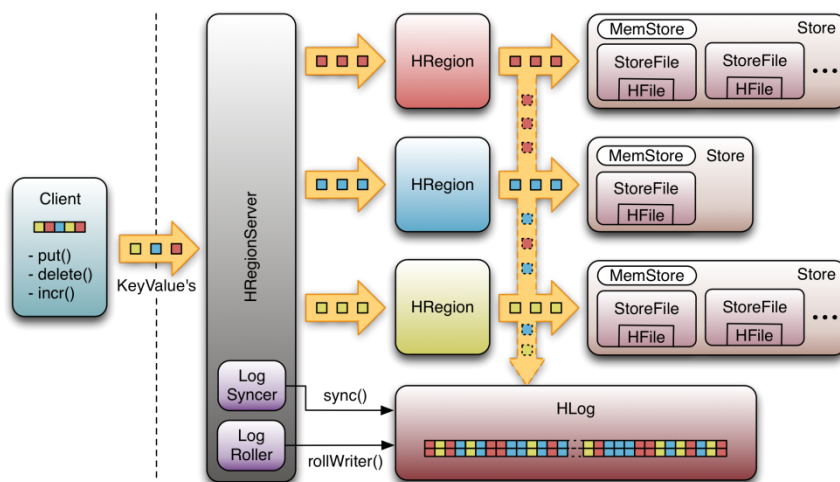 Client
- put()
- delete()
- incr()
KeyValue's
HRegionServer
Log
Syncer
Log
Roller
sync()
rollWriter()
HRegion
MemStore
Store
StoreFile
HFile
StoreFile
HFile
...
HRegion
MemStore
Store
StoreFile
HFile
HRegion
MemStore
Store
StoreFile
HFile
StoreFile
HFile
...
HLog